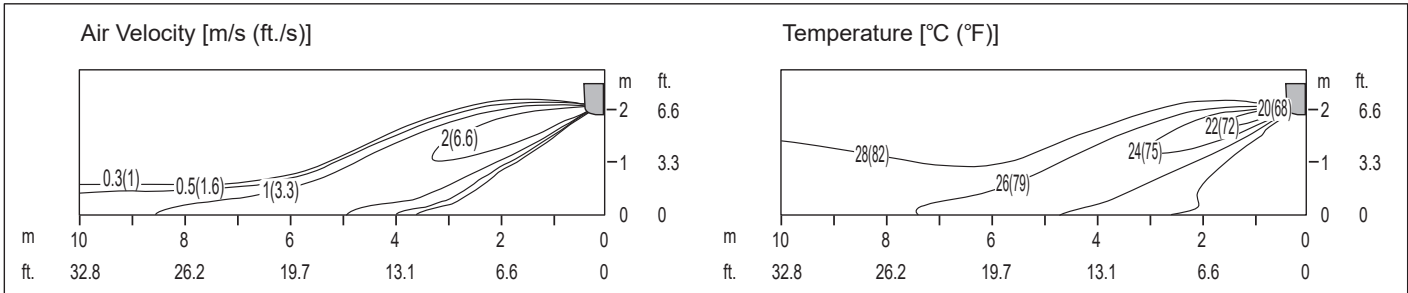 Air Velocity [m/s (ft./s)]
m ft.
2 6.6
2(6.6)
1 3.3
0.3(1) 0.5(1.6) 1(3.3)
0 0
m 10 8 6 4 2 0
ft. 32.8 26.2 19.7 13.1 6.6 0
Temperature [℃ (℉)]
m ft.
20(68) 2 6.6
22(72)
24(75)
28(82) 1 3.3
26(79)
0 0
m 10 8 6 4 2 0
ft. 32.8 26.2 19.7 13.1 6.6 0